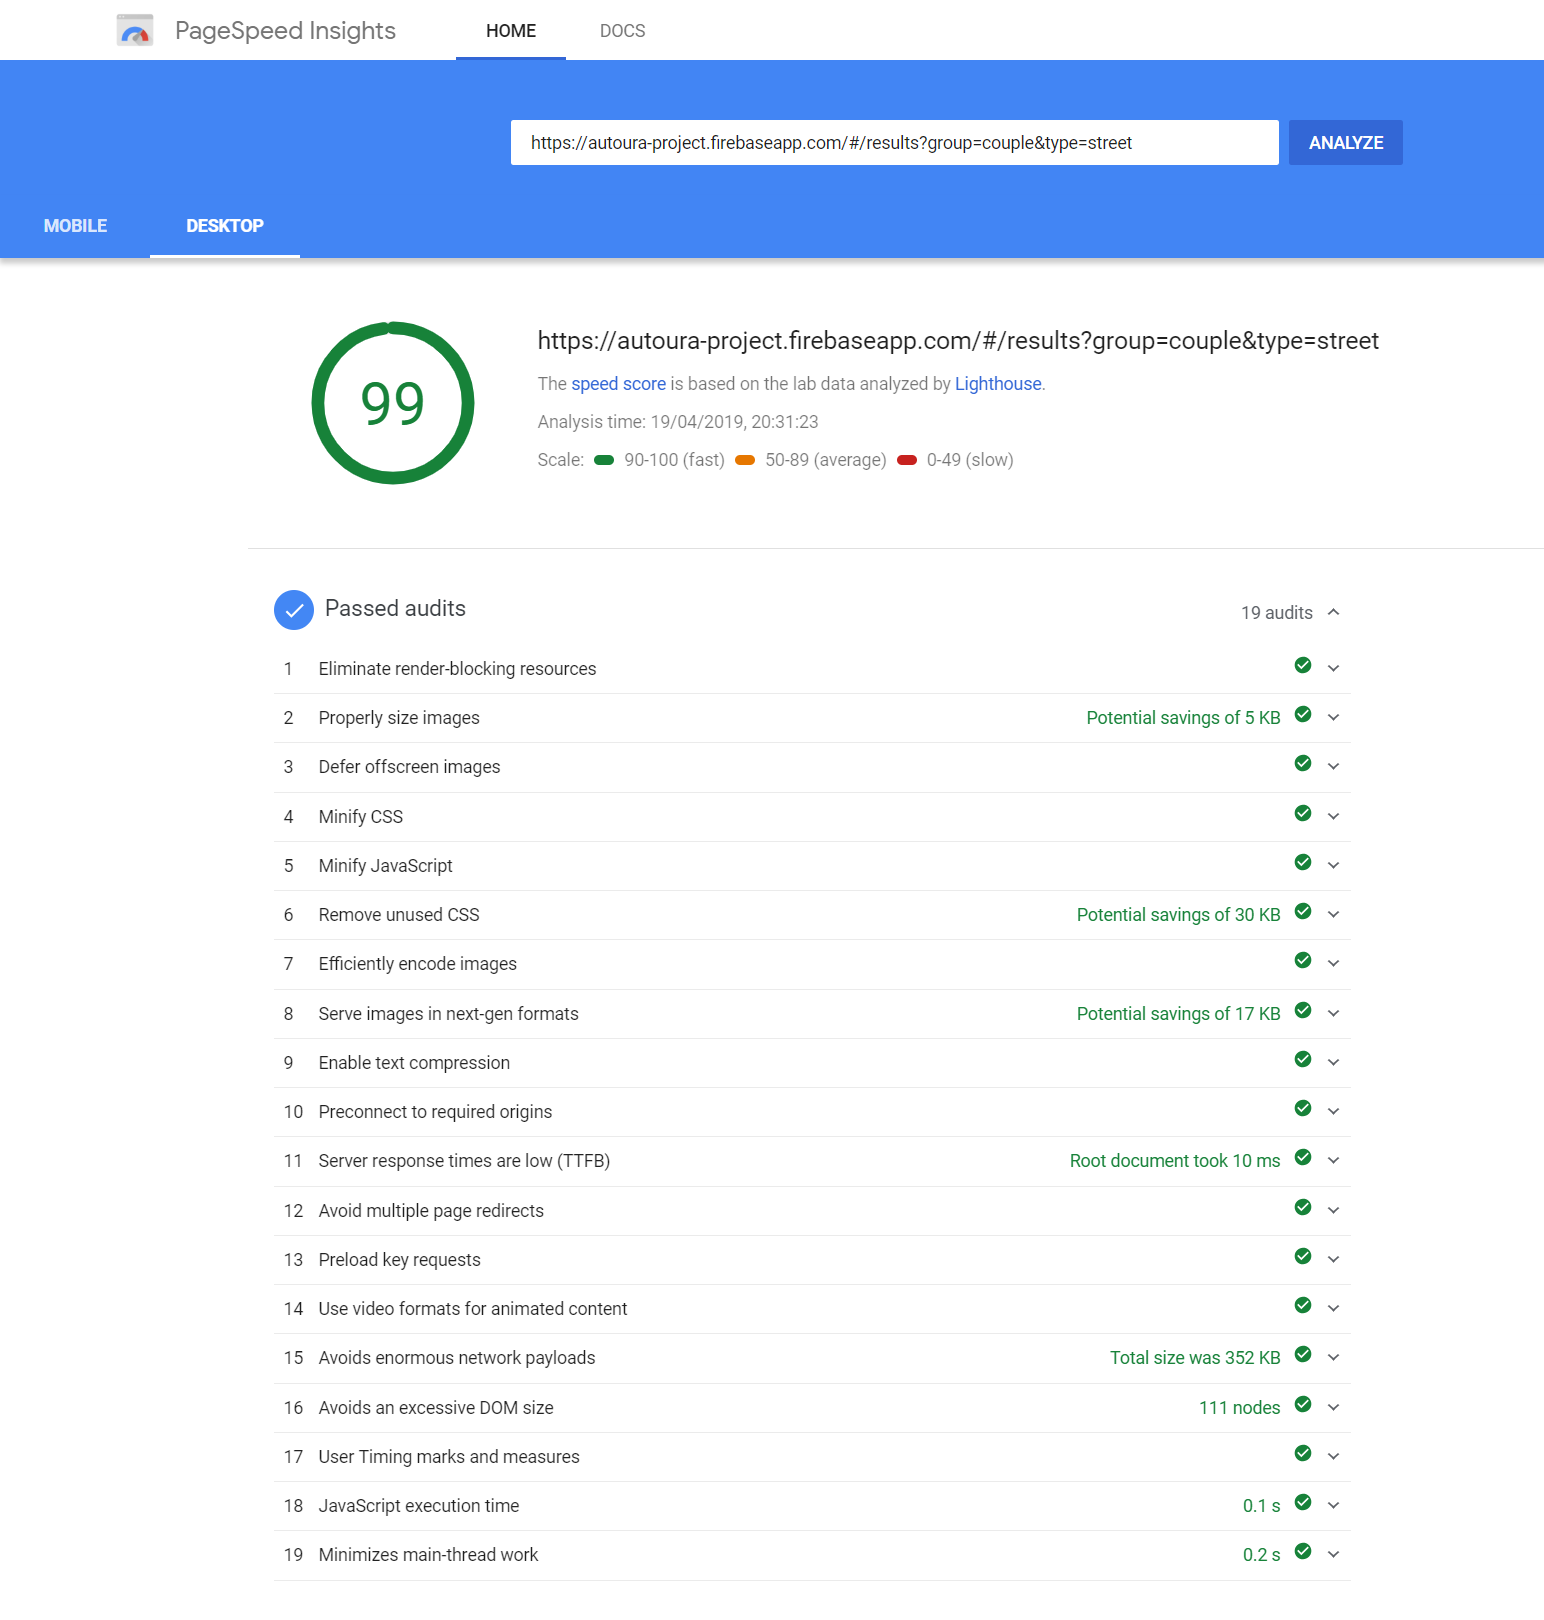 PageSpeed Insights HOME DOCS
https://autoura-project.firebaseapp.com/#/results?group=couple&type=street ANALYZE
MOBILE DESKTOP
99
https://autoura-project.firebaseapp.com/#/results?group=couple&type=street
The speed score is based on the lab data analyzed by Lighthouse.
Analysis time: 19/04/2019, 20:31:23
Scale: 90-100 (fast) 50-89 (average) 0-49 (slow)
Passed audits 19 audits
1 Eliminate render-blocking resources
2 Properly size images Potential savings of 5 KB
3 Defer offscreen images
4 Minify CSS
5 Minify JavaScript
6 Remove unused CSS Potential savings of 30 KB
7 Efficiently encode images
8 Serve images in next-gen formats Potential savings of 17 KB
9 Enable text compression
10 Preconnect to required origins
11 Server response times are low (TTFB) Root document took 10 ms
12 Avoid multiple page redirects
13 Preload key requests
14 Use video formats for animated content
15 Avoids enormous network payloads Total size was 352 KB
16 Avoids an excessive DOM size 111 nodes
17 User Timing marks and measures
18 JavaScript execution time 0.1 s
19 Minimizes main-thread work 0.2 s